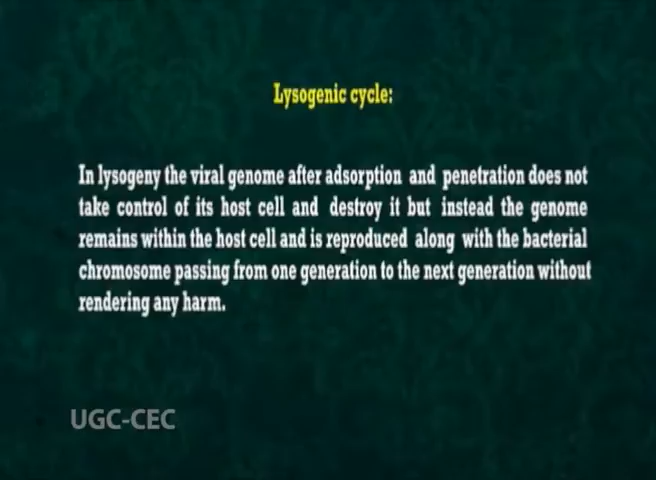 Lysogenic cycle:
In lysogeny the viral genome after adsorption and penetration does not
take control of its host cell and destroy it but instead the genome
remains within the host cell and is reproduced along with the bacterial
chromosome passing from one generation to the next generation without
rendering any harm.
UGC-CEC